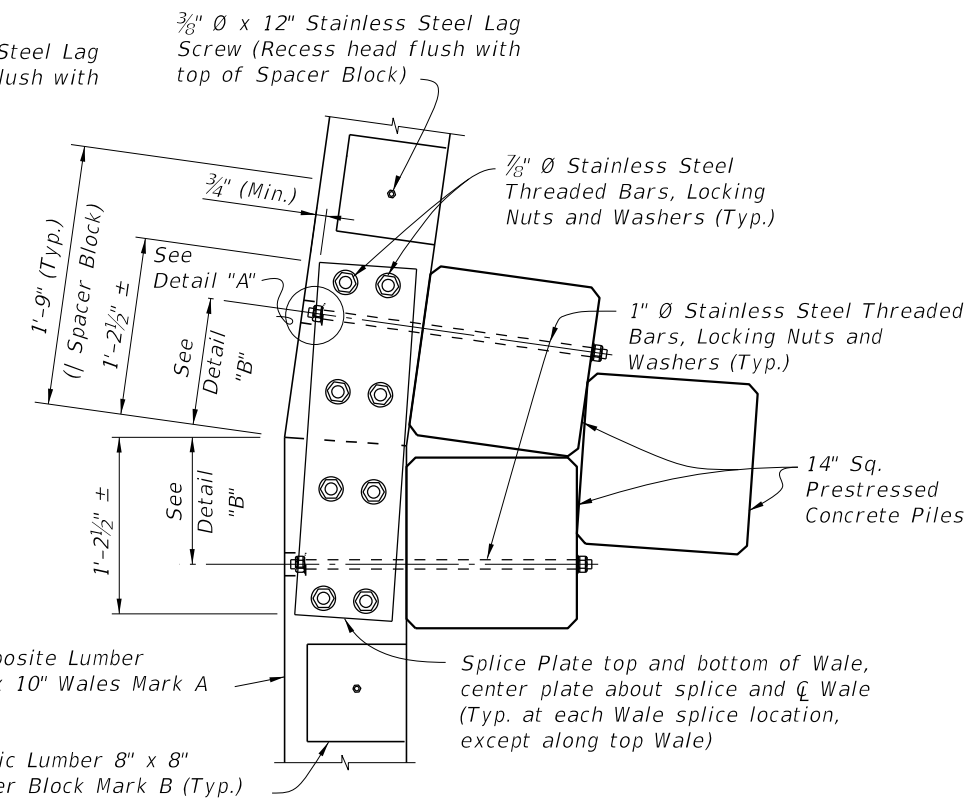 Steel Lag
lush with
⅜" Ø x 12" Stainless Steel Lag
Screw (Recess head flush with
top of Spacer Block)
¾" (Min.)
⅞" Ø Stainless Steel
Threaded Bars, Locking
Nuts and Washers (Typ.)
See
Detail "A"
1'-9" (Typ.)
(| Spacer Block)
1'-2½" ±
See
Detail
"B"
1" Ø Stainless Steel Threaded
Bars, Locking Nuts and
Washers (Typ.)
1'-2½" ±
See
Detail
"B"
14" Sq.
Prestressed
Concrete Piles
osite Lumber
x 10" Wales Mark A
Splice Plate top and bottom of Wale,
center plate about splice and ℄ Wale
(Typ. at each Wale splice location,
except along top Wale)
ic Lumber 8" x 8"
er Block Mark B (Typ.)